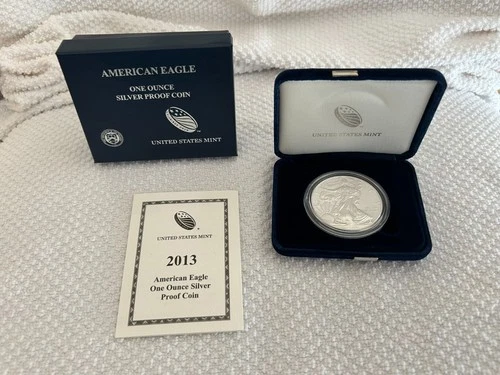 AMERICAN EAGLE
ONE OUNCE
SILVER PROOF COIN
UNITED STATES MINT
UNITED STATES MINT
UNITED STATES MINT
2013
American Eagle
One Ounce Silver
Proof Coin